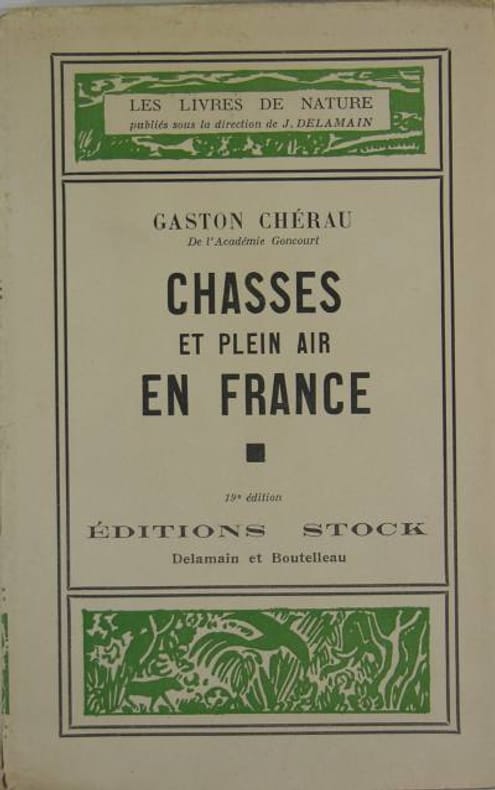 LES LIVRES DE NATURE
publiés sous la direction de J. DELAMAIN
GASTON CHÉRAU
De l'Académie Goncourt
CHASSES
ET PLEIN AIR
EN FRANCE
19e édition
ÉDITIONS STOCK
Delamain et Boutelleau